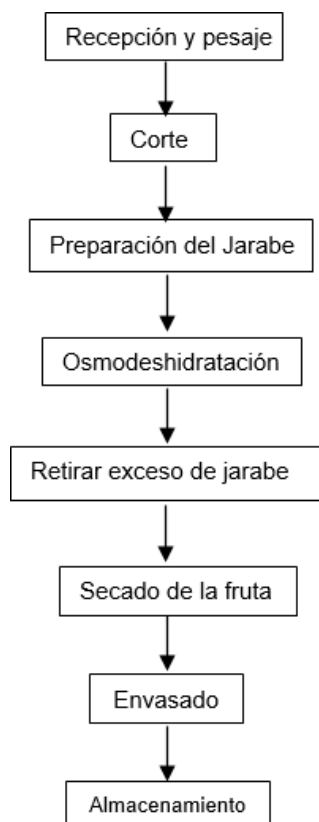 Recepción y pesaje
Corte
Preparación del Jarabe
Osmodeshidratación
Retirar exceso de jarabe
Secado de la fruta
Envasado
Almacenamiento